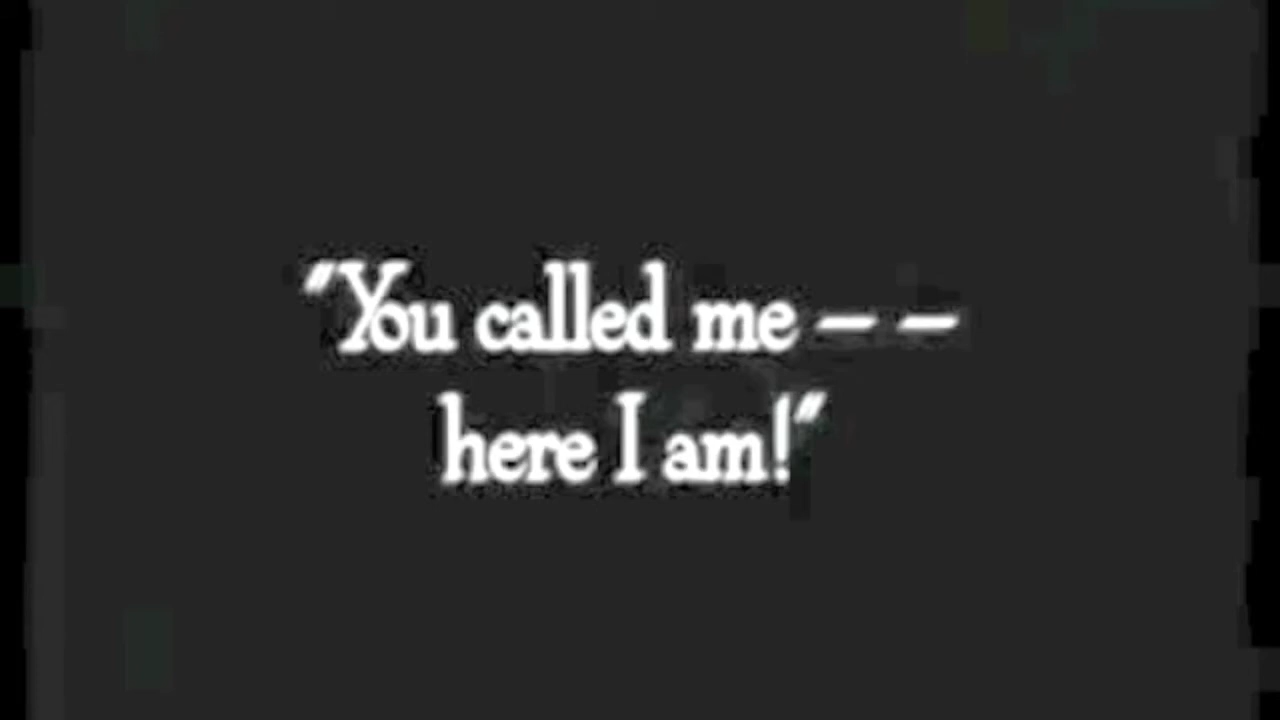 "You called me — —
here I am!"